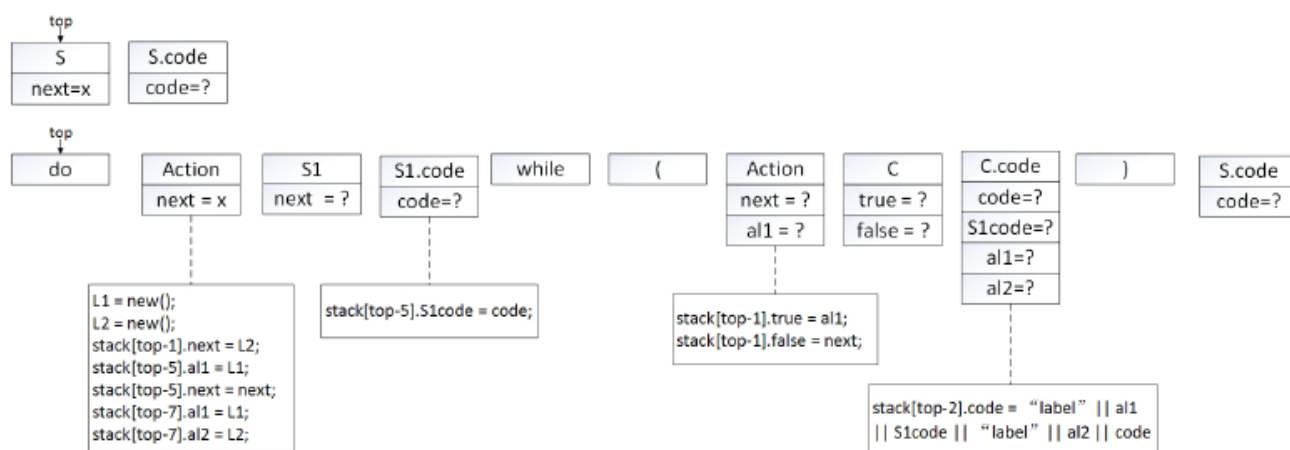 top
S
S.code
next=x
code=?
top
do
Action
S1
S1.code
while
(
Action
C
C.code
)
S.code
next = x
next = ?
code=?
next = ?
true = ?
code=?
code=?
al1 = ?
false = ?
S1code=?
al1=?
al2=?
L1 = new();
L2 = new();
stack[top-1].next = L2;
stack[top-5].al1 = L1;
stack[top-5].next = next;
stack[top-7].al1 = L1;
stack[top-7].al2 = L2;
stack[top-5].S1code = code;
stack[top-1].true = al1;
stack[top-1].false = next;
stack[top-2].code = “label” || al1
|| S1code || “label” || al2 || code